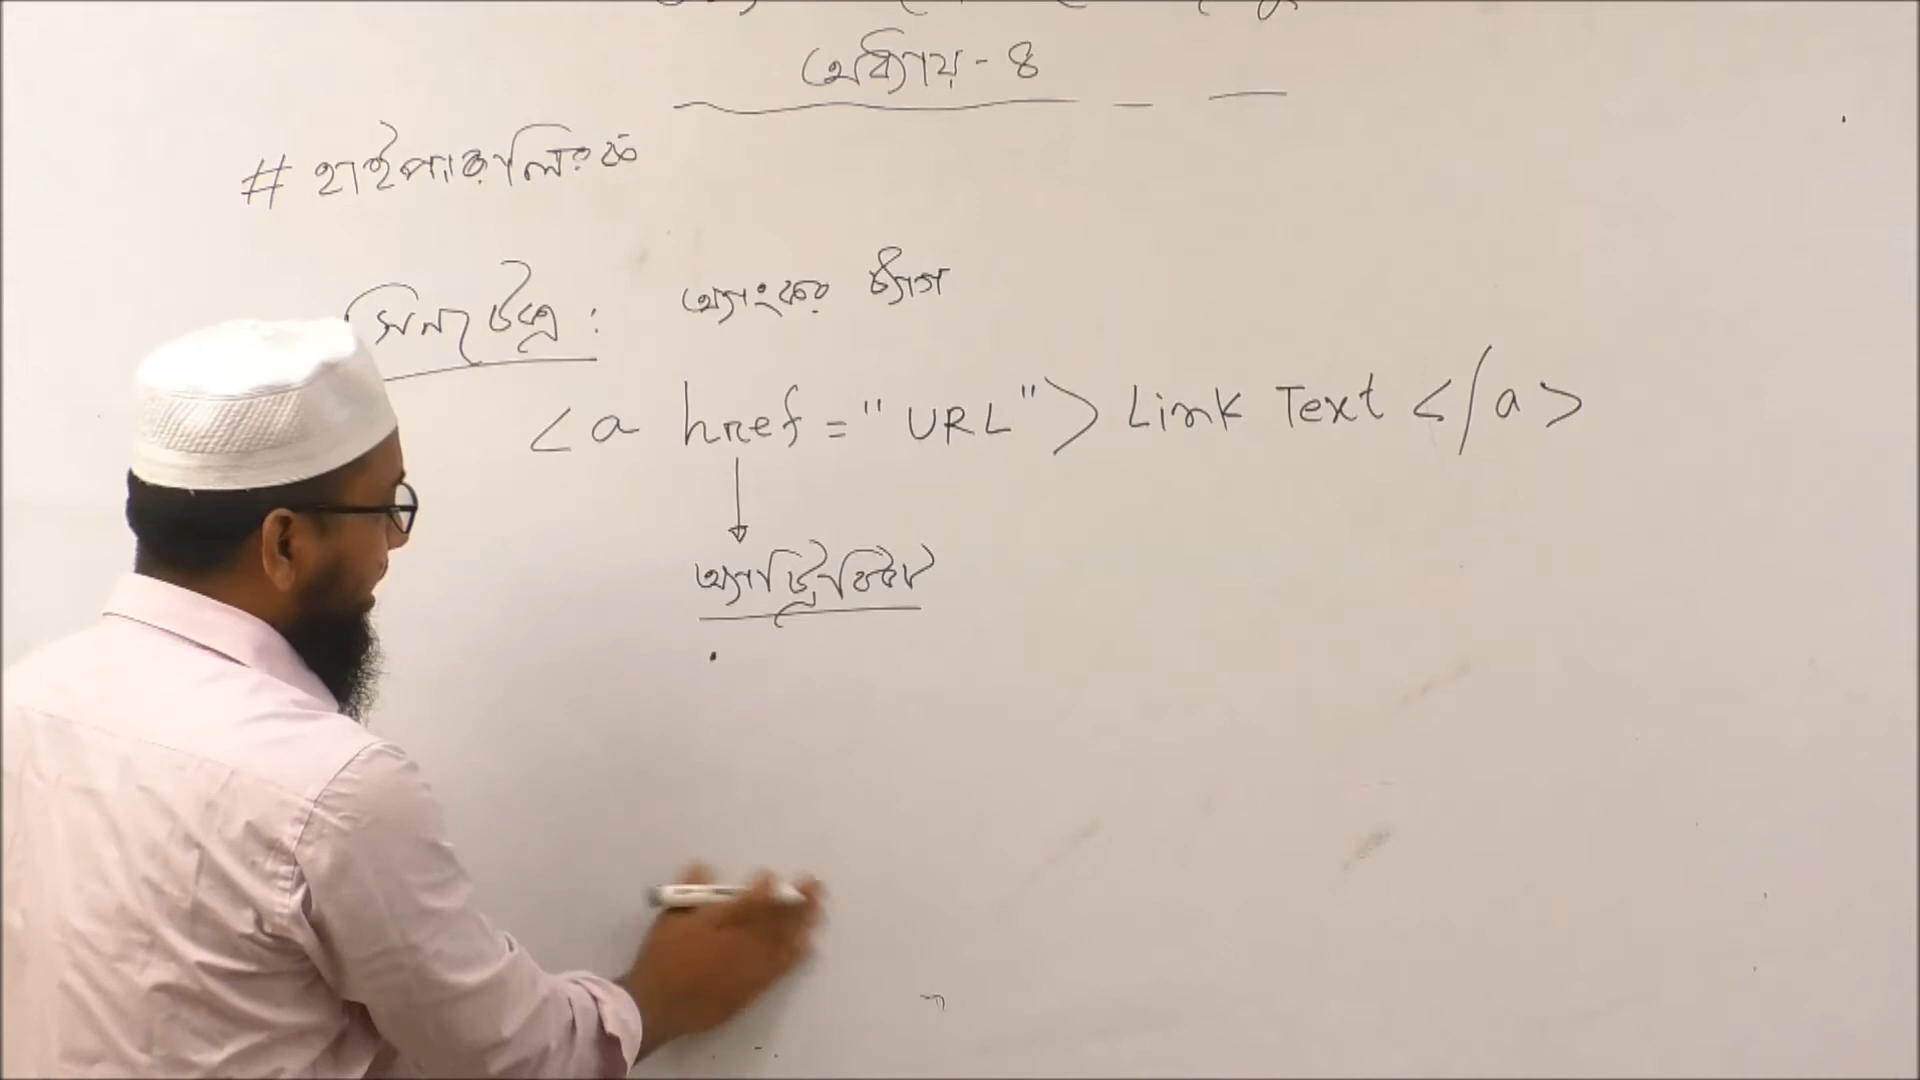 অধ্যায় - ৪
# হাইপারলিংক
সিনট্যাক্স : অ্যাংকর ট্যাগ
<a href="URL">Link Text</a>
অ্যাট্রিবিউট